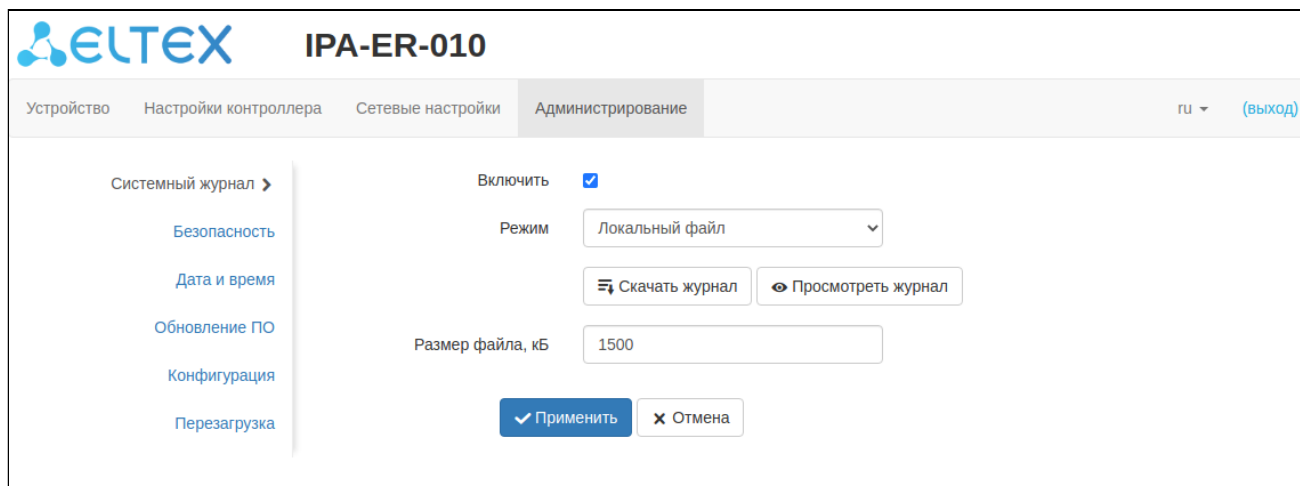 ELTEX IPA-ER-010
Устройство Настройки контроллера Сетевые настройки Администрирование ru (выход)
Системный журнал
Безопасность
Дата и время
Обновление ПО
Конфигурация
Перезагрузка
Включить
Режим Локальный файл
Скачать журнал Просмотреть журнал
Размер файла, кБ 1500
Применить Отмена